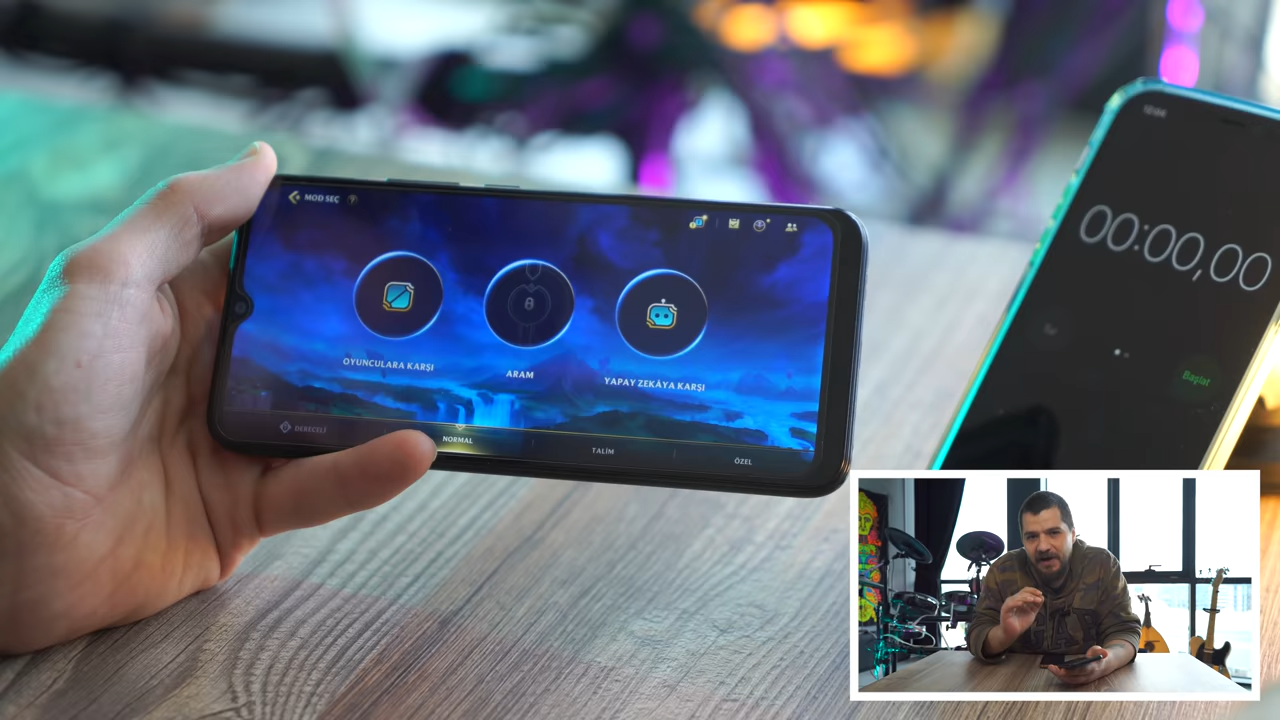 MOD SEÇ
?
OYUNCULARA KARŞI
ARAM
YAPAY ZEKÂYA KARŞI
DERECELİ
NORMAL
TALİM
ÖZEL
00:00,00
Başlat